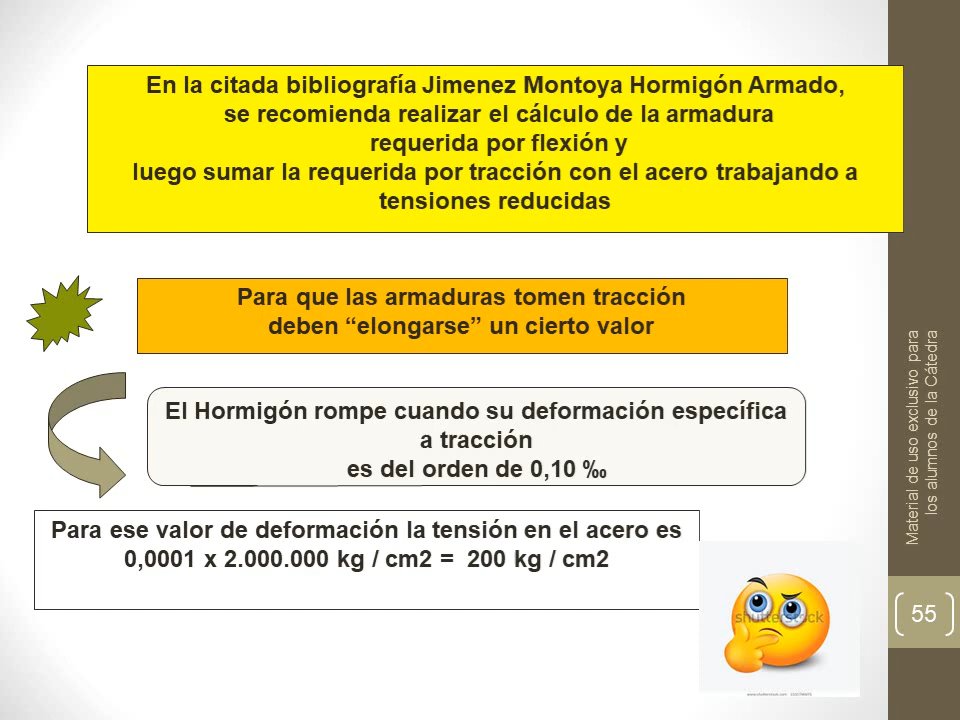 En la citada bibliografía Jimenez Montoya Hormigón Armado,
se recomienda realizar el cálculo de la armadura
requerida por flexión y
luego sumar la requerida por tracción con el acero trabajando a
tensiones reducidas
Para que las armaduras tomen tracción
deben “elongarse” un cierto valor
El Hormigón rompe cuando su deformación específica
a tracción
es del orden de 0,10 ‰
Para ese valor de deformación la tensión en el acero es
0,0001 x 2.000.000 kg / cm2 = 200 kg / cm2
Material de uso exclusivo para
los alumnos de la Cátedra
55
shutterstock